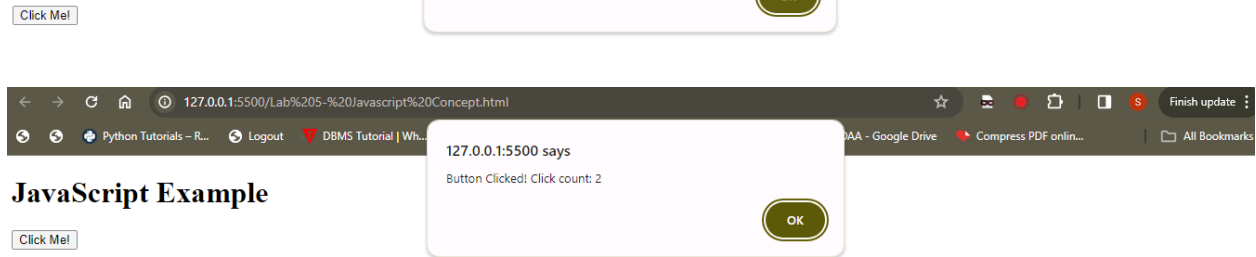 Click Me!
127.0.0.1:5500/Lab%205-%20Javascript%20Concept.html
S
Finish update
Python Tutorials – R...
Logout
DBMS Tutorial | Wh...
DAA - Google Drive
Compress PDF onlin...
All Bookmarks
127.0.0.1:5500 says
Button Clicked! Click count: 2
JavaScript Example
OK
Click Me!